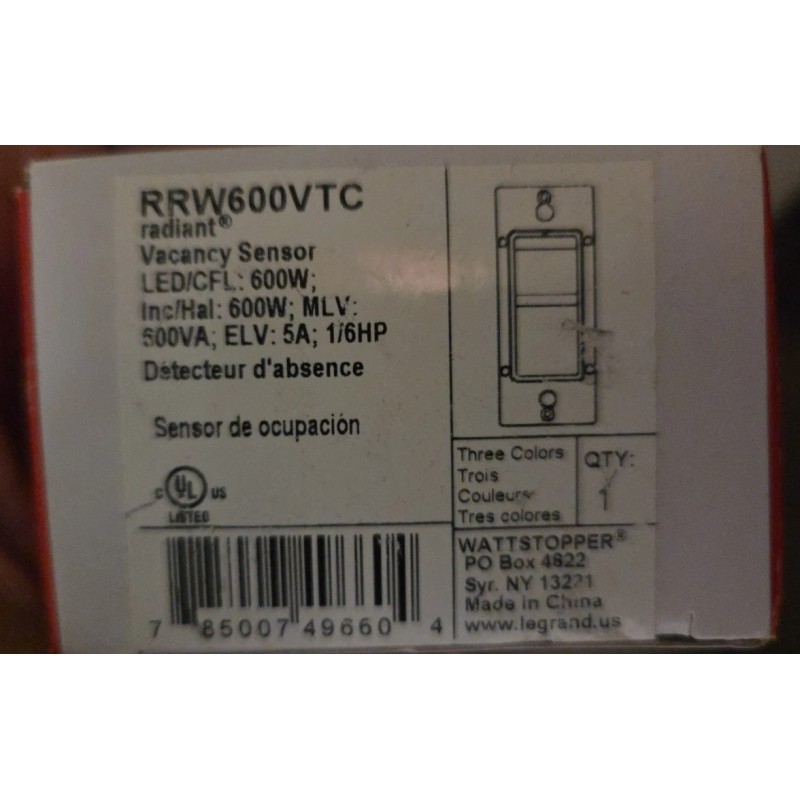 RRW600VTC
radiant®
Vacancy Sensor
LED/CFL: 600W;
Inc/Hal: 600W; MLV:
600VA; ELV: 5A; 1/6HP
Détecteur d'absence
Sensor de ocupación
C UL US
LISTED
7 85007 49660 4
Three Colors
Trois
Couleurs
Tres colores
QTY:
1
WATTSTOPPER®
PO Box 4822
Syr. NY 13221
Made in China
www.legrand.us